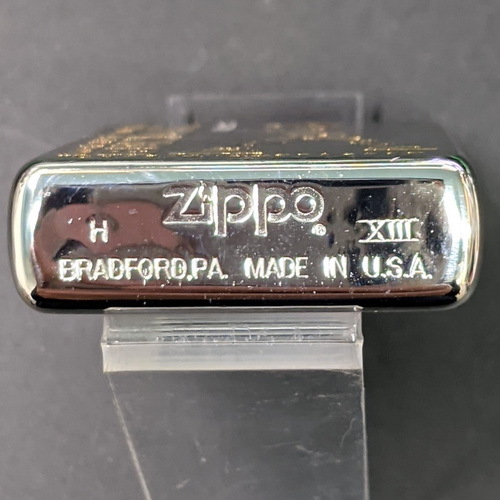 Zippo ®
H XIII
BRADFORD, PA. MADE IN U.S.A.